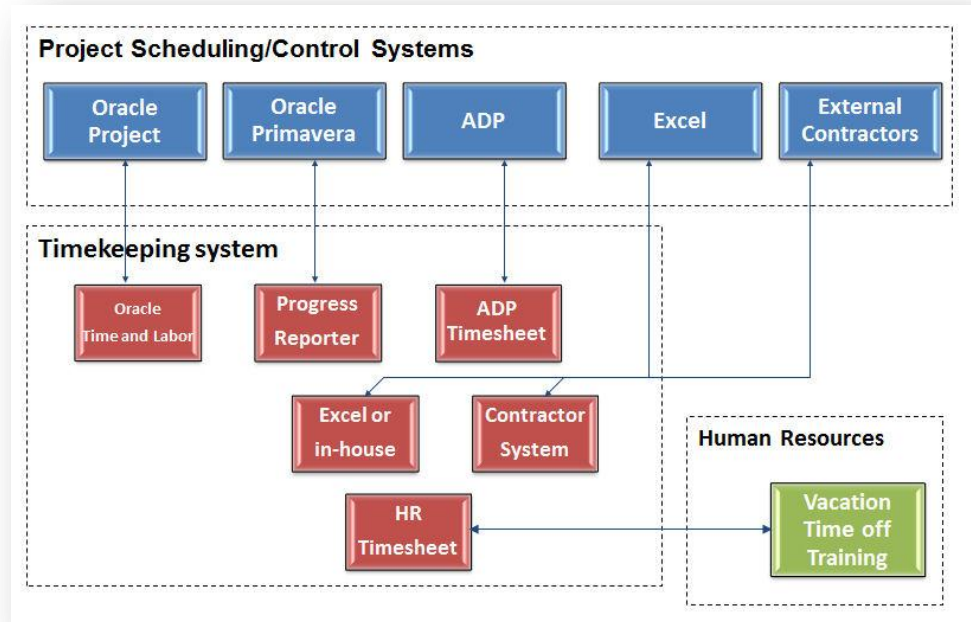 Project Scheduling/Control Systems
Oracle
Project
Oracle
Primavera
ADP
Excel
External
Contractors
Timekeeping system
Oracle
Time and Labor
Progress
Reporter
ADP
Timesheet
Excel or
in-house
Contractor
System
Human Resources
HR
Timesheet
Vacation
Time off
Training